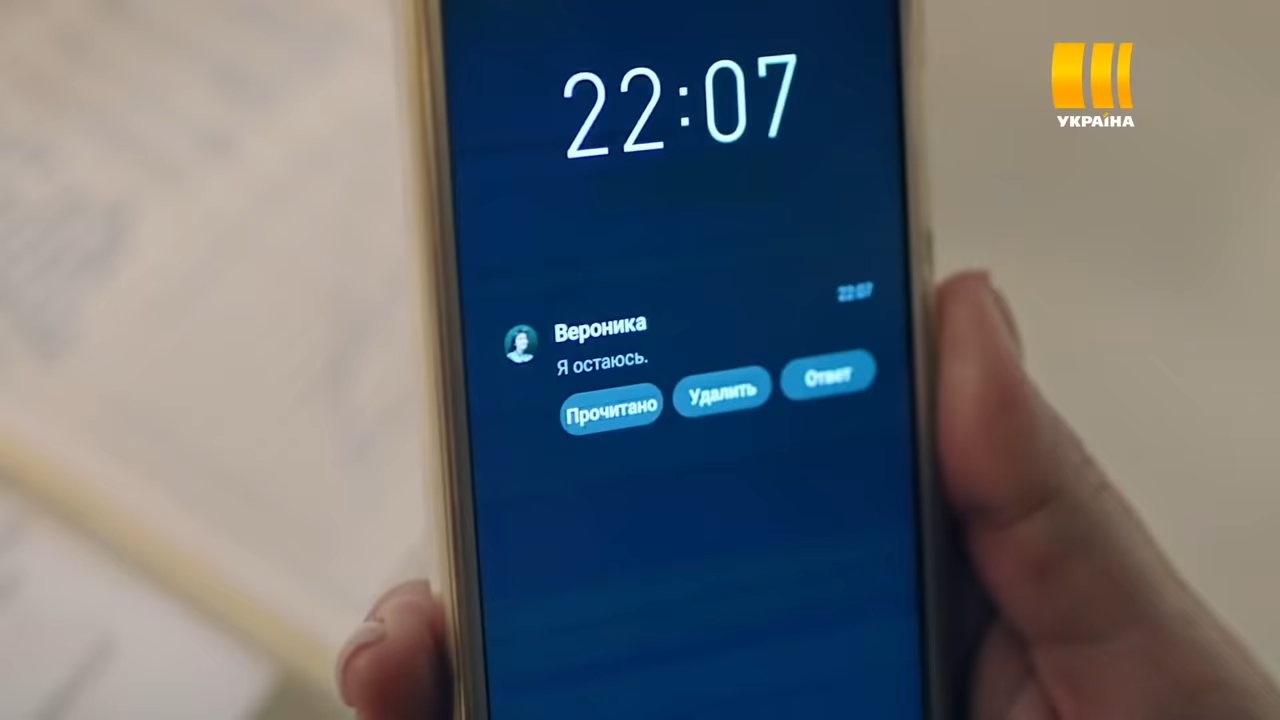 УКРАЇНА
22:07
22:07
Вероника
Я остаюсь.
Прочитано Удалить Ответ